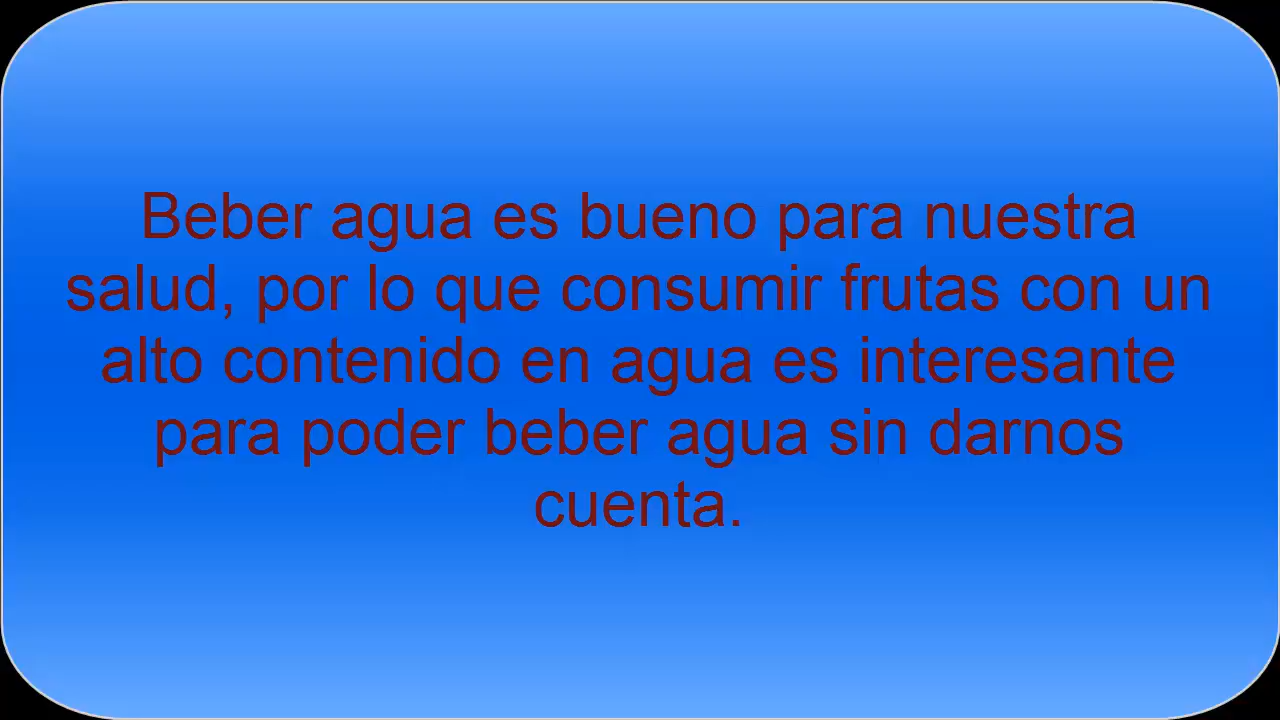 Beber agua es bueno para nuestra
salud, por lo que consumir frutas con un
alto contenido en agua es interesante
para poder beber agua sin darnos
cuenta.